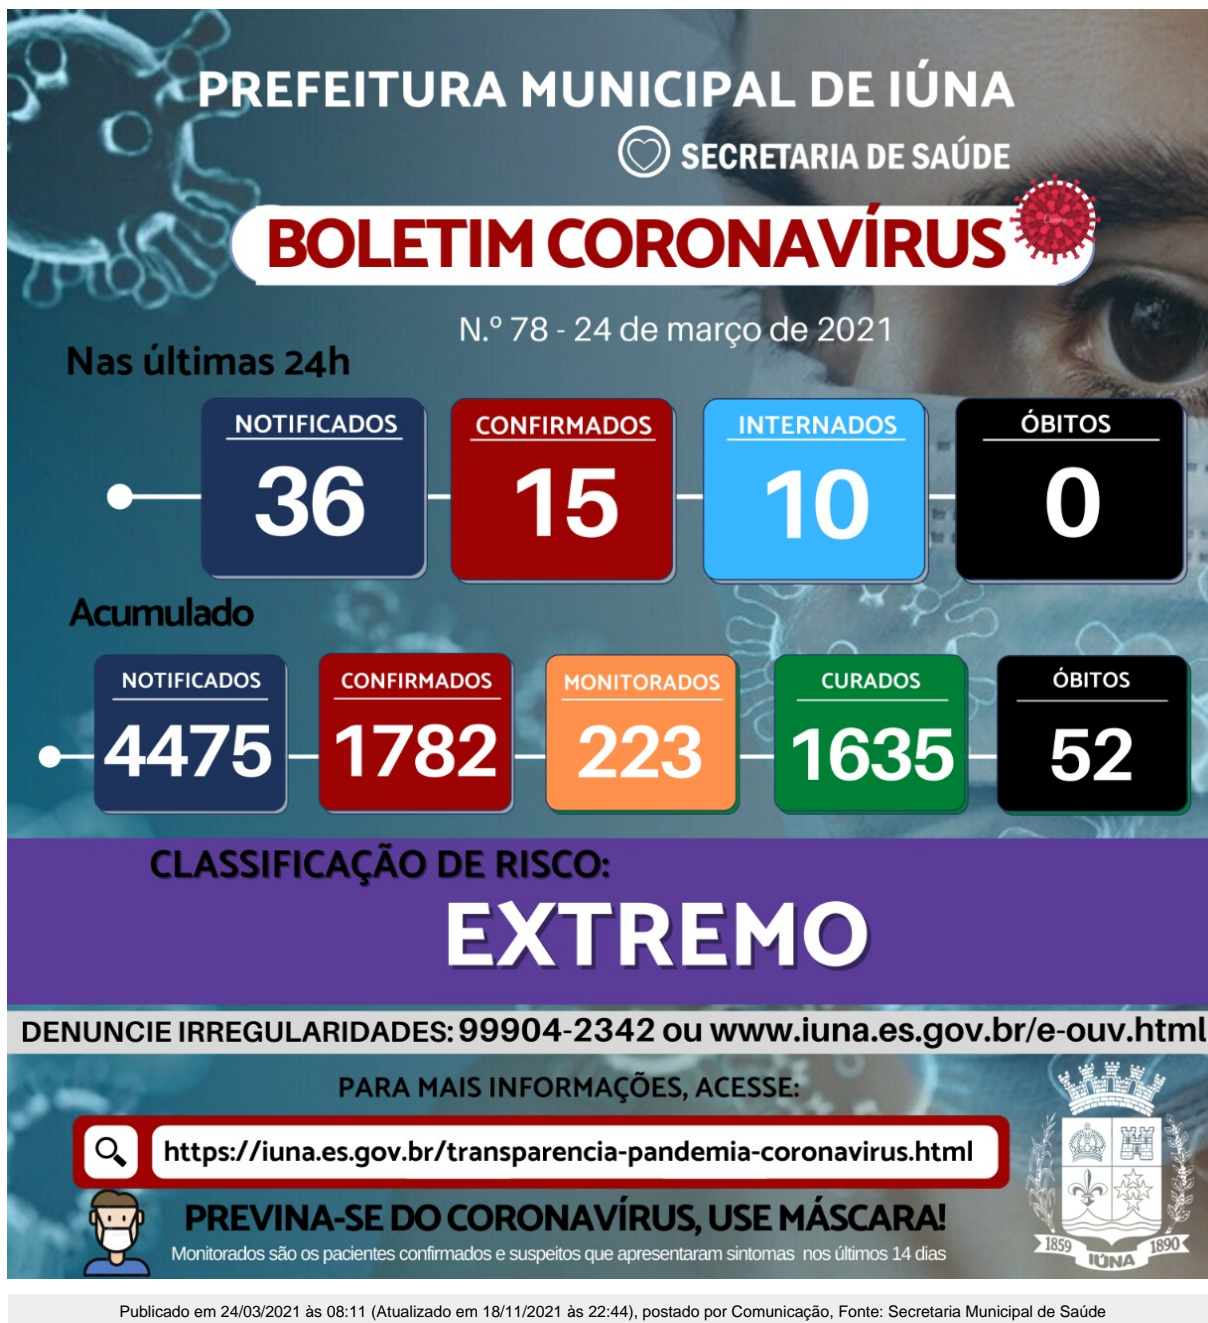 PREFEITURA MUNICIPAL DE IÚNA
SECRETARIA DE SAÚDE
BOLETIM CORONAVÍRUS
N.º 78 - 24 de março de 2021
Nas últimas 24h
NOTIFICADOS CONFIRMADOS INTERNADOS ÓBITOS
36 15 10 0
Acumulado
NOTIFICADOS CONFIRMADOS MONITORADOS CURADOS ÓBITOS
4475 1782 223 1635 52
CLASSIFICAÇÃO DE RISCO:
EXTREMO
DENUNCIE IRREGULARIDADES: 99904-2342 ou www.iuna.es.gov.br/e-ouv.html
PARA MAIS INFORMAÇÕES, ACESSE:
https://iuna.es.gov.br/transparencia-pandemia-coronavirus.html
PREVINA-SE DO CORONAVÍRUS, USE MÁSCARA!
Monitorados são os pacientes confirmados e suspeitos que apresentaram sintomas nos últimos 14 dias
1859 IÚNA 1890
Publicado em 24/03/2021 às 08:11 (Atualizado em 18/11/2021 às 22:44), postado por Comunicação, Fonte: Secretaria Municipal de Saúde